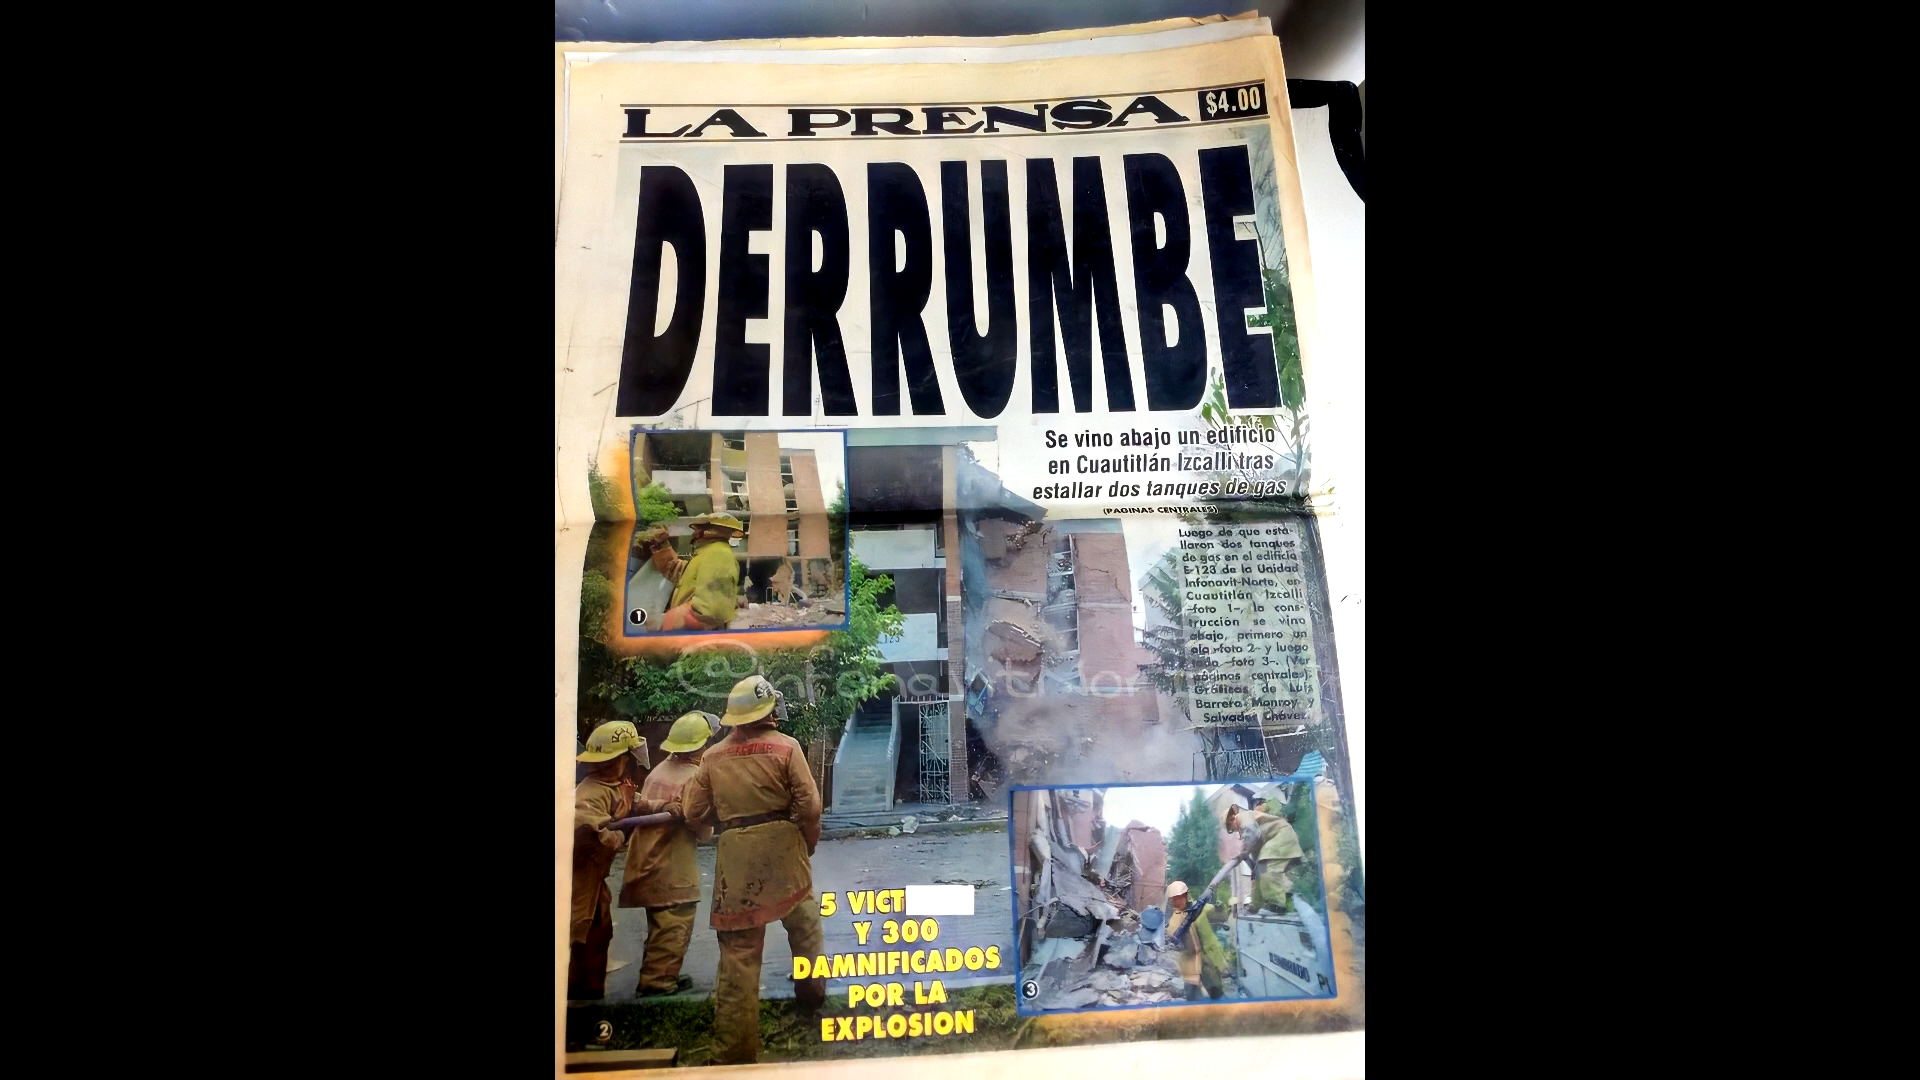 LA PRENSA
$4.00
DERRUMBE
Se vino abajo un edificio
en Cuautitlán Izcalli tras
estallar dos tanques de gas
(PAGINAS CENTRALES)
Luego de que esta-
llaron dos tanques
de gas en el edificio
E-123 de la Unidad
Infonavit-Norte, en
Cuautitlán Izcalli
-foto 1-, la cons-
trucción se vino
abajo, primero un
ala -foto 2- y luego
todo -foto 3-. (Ver
páginas centrales).
Gráficas de Luis
Barrera Monroy y
Salvador Chávez.
1
123
5 VICT
Y 300
DAMNIFICADOS
POR LA
EXPLOSION
2
3